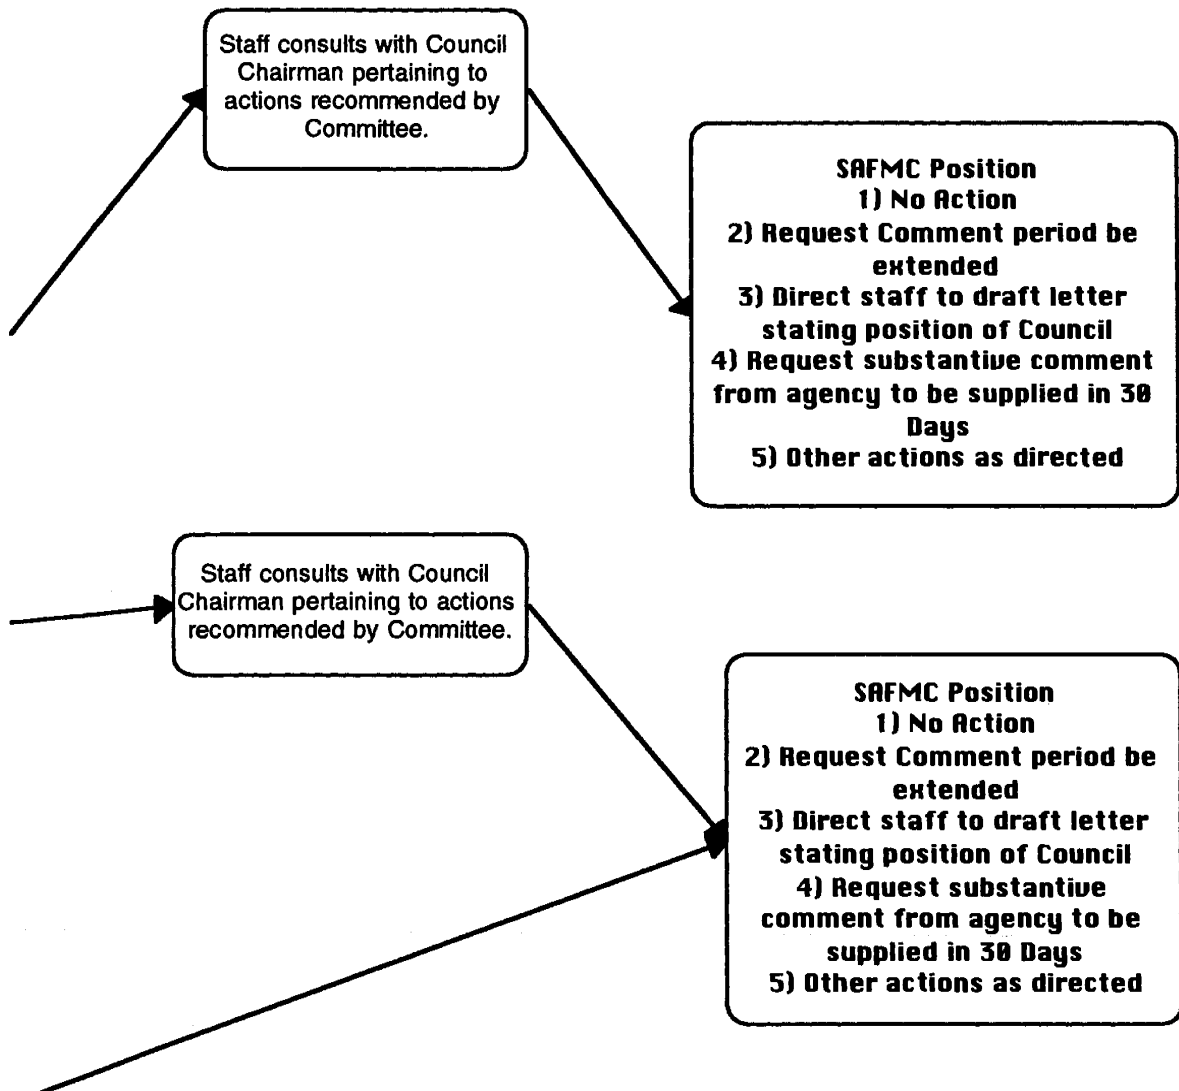 Staff consults with Council
Chairman pertaining to
actions recommended by
Committee.
SAFMC Position
1) No Action
2) Request Comment period be
extended
3) Direct staff to draft letter
stating position of Council
4) Request substantive comment
from agency to be supplied in 30
Days
5) Other actions as directed
Staff consults with Council
Chairman pertaining to actions
recommended by Committee.
SAFMC Position
1) No Action
2) Request Comment period be
extended
3) Direct staff to draft letter
stating position of Council
4) Request substantive
comment from agency to be
supplied in 30 Days
5) Other actions as directed